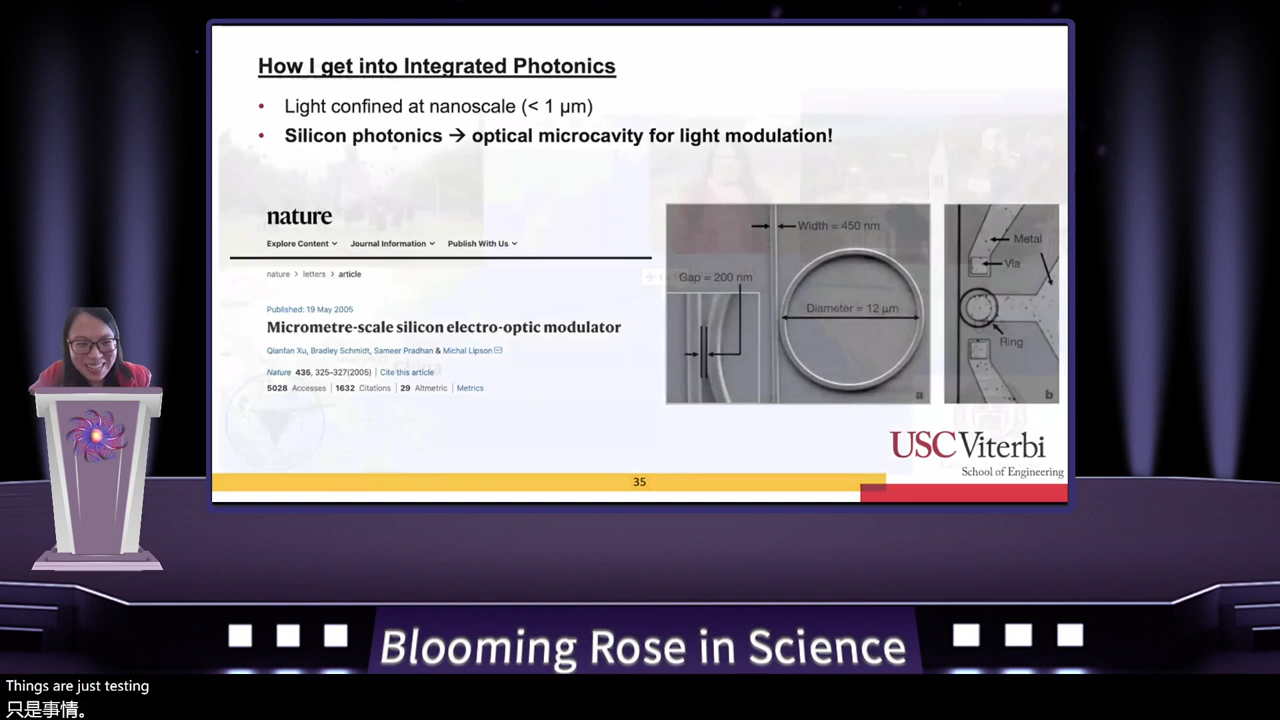 How I get into Integrated Photonics
• Light confined at nanoscale (< 1 μm)
• Silicon photonics → optical microcavity for light modulation!
nature
Explore Content Journal Information Publish With Us
nature > letters > article
Published: 19 May 2005
Micrometre-scale silicon electro-optic modulator
Qianfan Xu, Bradley Schmidt, Sameer Pradhan & Michal Lipson
Nature 435, 325–327(2005) | Cite this article
5028 Accesses | 1632 Citations | 29 Altmetric | Metrics
Width = 450 nm
Gap = 200 nm
Diameter = 12 μm
a
Metal
Via
Ring
b
USC Viterbi
School of Engineering
35
Blooming Rose in Science
Things are just testing
只是事情。